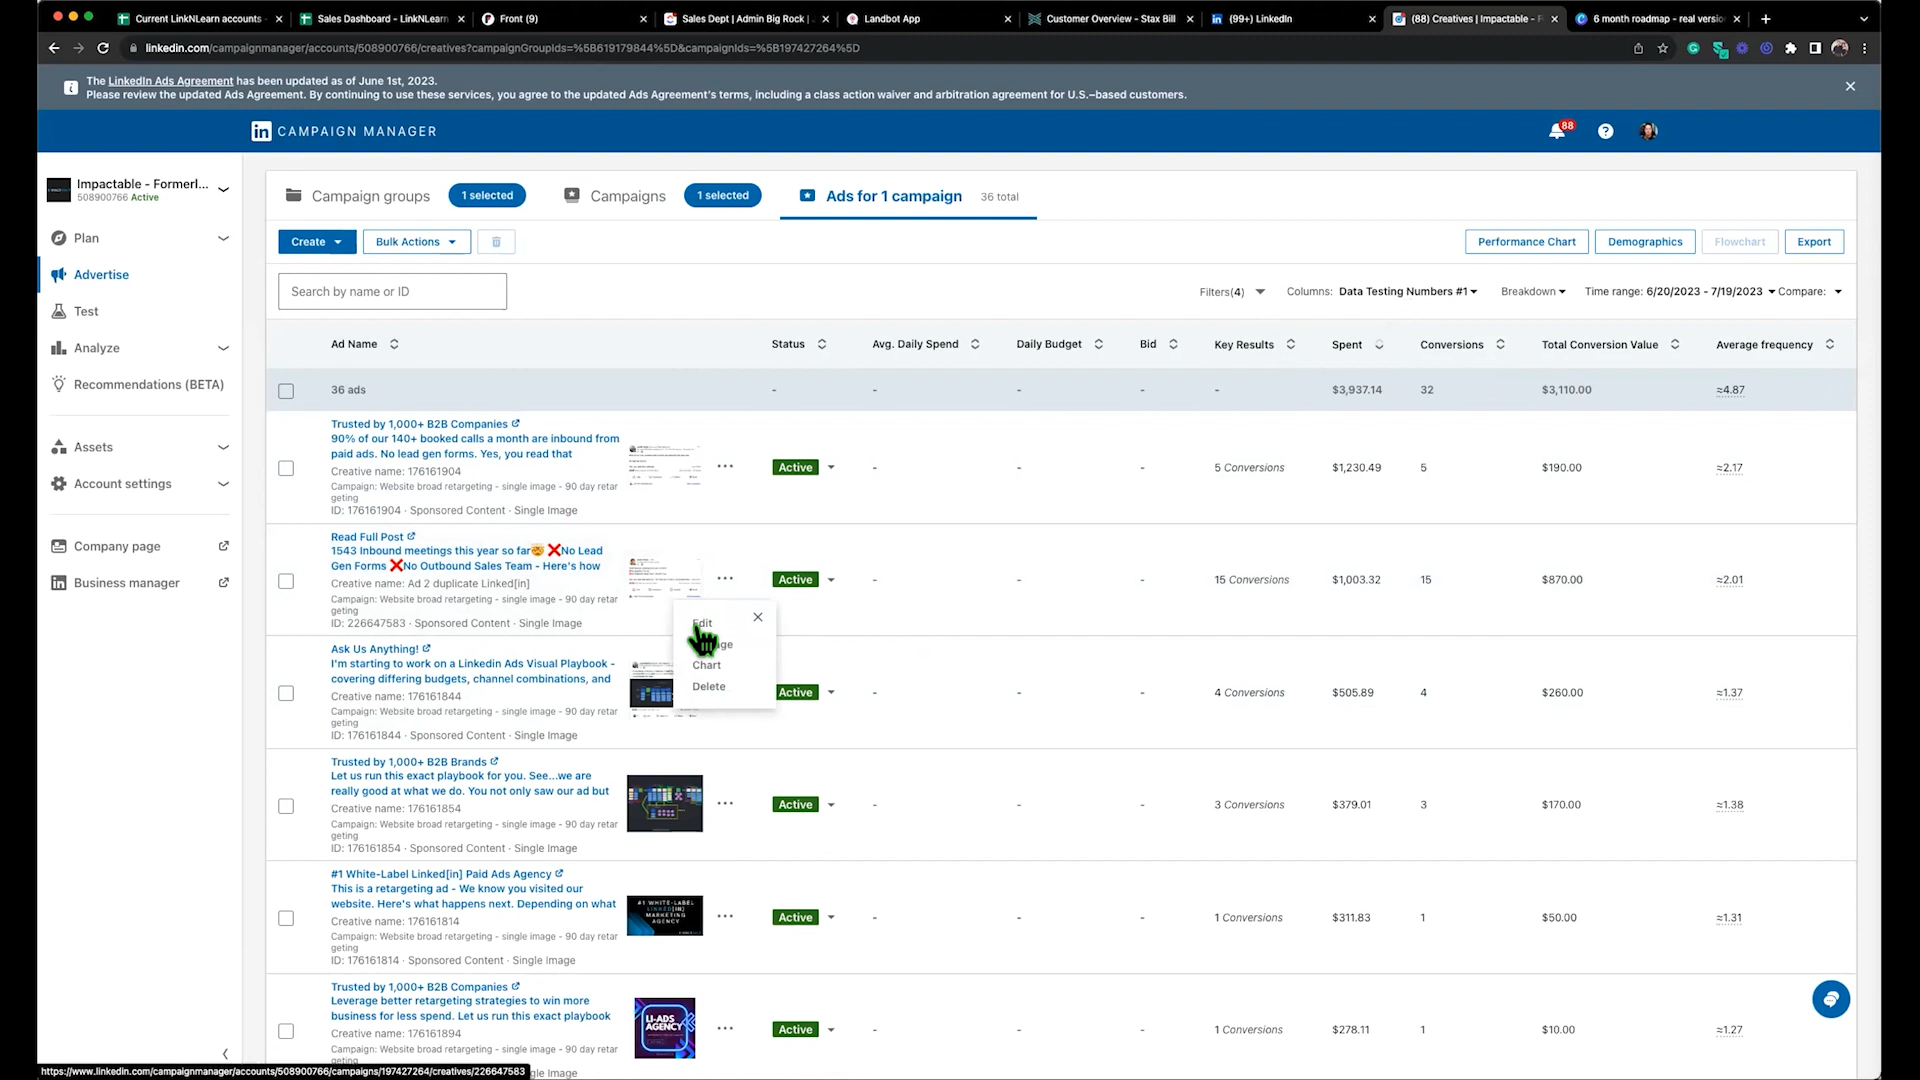 Current LinkNLearn accounts -
Sales Dashboard - LinkNLearn
Front (9)
Sales Dept | Admin Big Rock |
Landbot App
Customer Overview - Stax Bill
(99+) LinkedIn
(88) Creatives | Impactable - F
6 month roadmap - real versio
linkedin.com/campaignmanager/accounts/508900766/creatives?campaignGroupIds=%5B619179844%5D&campaignIds=%5B197427264%5D
The LinkedIn Ads Agreement has been updated as of June 1st, 2023.
Please review the updated Ads Agreement. By continuing to use these services, you agree to the updated Ads Agreement's terms, including a class action waiver and arbitration agreement for U.S.–based customers.
in CAMPAIGN MANAGER
88
Impactable - Formerl...
508900766 Active
Plan
Advertise
Test
Analyze
Recommendations (BETA)
Assets
Account settings
Company page
Business manager
Campaign groups 1 selected
Campaigns 1 selected
Ads for 1 campaign 36 total
Create
Bulk Actions
Performance Chart
Demographics
Flowchart
Export
Search by name or ID
Filters(4)
Columns: Data Testing Numbers #1
Breakdown
Time range: 6/20/2023 - 7/19/2023
Compare:
Ad Name Status Avg. Daily Spend Daily Budget Bid Key Results Spent Conversions Total Conversion Value Average frequency
36 ads - - - - - $3,937.14 32 $3,110.00 ≈4.87
Trusted by 1,000+ B2B Companies
90% of our 140+ booked calls a month are inbound from
paid ads. No lead gen forms. Yes, you read that
Creative name: 176161904
Campaign: Website broad retargeting - single image - 90 day retar
geting
ID: 176161904 · Sponsored Content · Single Image
Active - - - 5 Conversions $1,230.49 5 $190.00 ≈2.17
Read Full Post
1543 Inbound meetings this year so far🤯 ❌No Lead
Gen Forms ❌No Outbound Sales Team - Here's how
Creative name: Ad 2 duplicate Linked[in]
Campaign: Website broad retargeting - single image - 90 day retar
geting
ID: 226647583 · Sponsored Content · Single Image
Active - - - 15 Conversions $1,003.32 15 $870.00 ≈2.01
Edit
Chart
Delete
Ask Us Anything!
I'm starting to work on a Linkedin Ads Visual Playbook -
covering differing budgets, channel combinations, and
Creative name: 176161844
Campaign: Website broad retargeting - single image - 90 day retar
geting
ID: 176161844 · Sponsored Content · Single Image
Active - - - 4 Conversions $505.89 4 $260.00 ≈1.37
Trusted by 1,000+ B2B Brands
Let us run this exact playbook for you. See...we are
really good at what we do. You not only saw our ad but
Creative name: 176161854
Campaign: Website broad retargeting - single image - 90 day retar
geting
ID: 176161854 · Sponsored Content · Single Image
Active - - - 3 Conversions $379.01 3 $170.00 ≈1.38
#1 White-Label Linked[in] Paid Ads Agency
This is a retargeting ad - We know you visited our
website. Here's what happens next. Depending on what
Creative name: 176161814
Campaign: Website broad retargeting - single image - 90 day retar
geting
ID: 176161814 · Sponsored Content · Single Image
#1 WHITE-LABEL
LINKED[IN]
MARKETING
AGENCY
Active - - - 1 Conversions $311.83 1 $50.00 ≈1.31
Trusted by 1,000+ B2B Companies
Leverage better retargeting strategies to win more
business for less spend. Let us run this exact playbook
Creative name: 176161894
Campaign: Website broad retargeting - single image - 90 day retar
geting
gle Image
LI-ADS
AGENCY
Active - - - 1 Conversions $278.11 1 $10.00 ≈1.27
https://www.linkedin.com/campaignmanager/accounts/508900766/campaigns/197427264/creatives/226647583